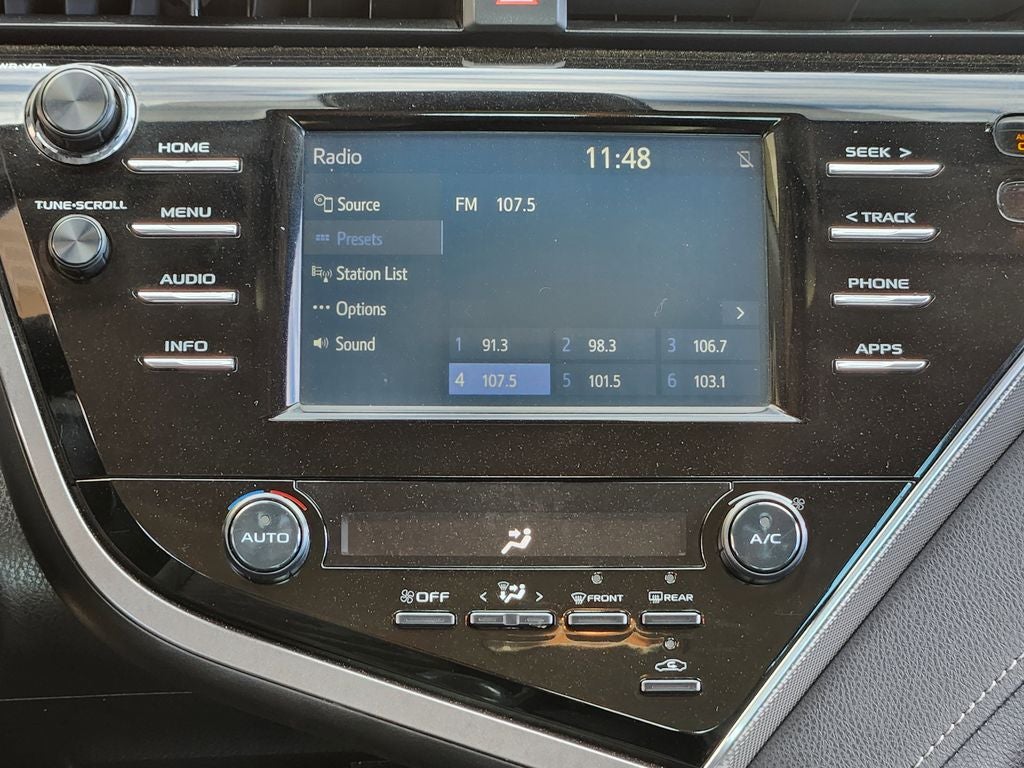 PWR•VOL
HOME
TUNE•SCROLL
MENU
AUDIO
INFO
Radio
11:48
Source
FM 107.5
Presets
Station List
Options
Sound
1 91.3
2 98.3
3 106.7
4 107.5
5 101.5
6 103.1
SEEK >
< TRACK
PHONE
APPS
AUTO
A/C
OFF
< >
FRONT
REAR